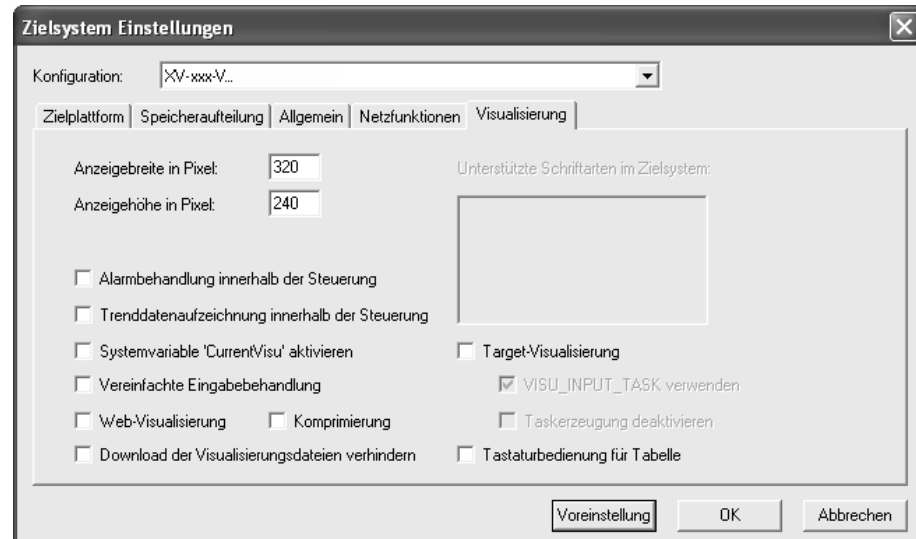 Zielsystem Einstellungen
Konfiguration: XV-xxx-V...
Zielplattform Speicheraufteilung Allgemein Netzfunktionen Visualisierung
Anzeigebreite in Pixel: 320
Unterstützte Schriftarten im Zielsystem:
Anzeigehöhe in Pixel: 240
Alarmbehandlung innerhalb der Steuerung
Trenddatenaufzeichnung innerhalb der Steuerung
Systemvariable 'CurrentVisu' aktivieren
Target-Visualisierung
Vereinfachte Eingabebehandlung
VISU_INPUT_TASK verwenden
Web-Visualisierung Komprimierung
Taskerzeugung deaktivieren
Download der Visualisierungsdateien verhindern
Tastaturbedienung für Tabelle
Voreinstellung OK Abbrechen